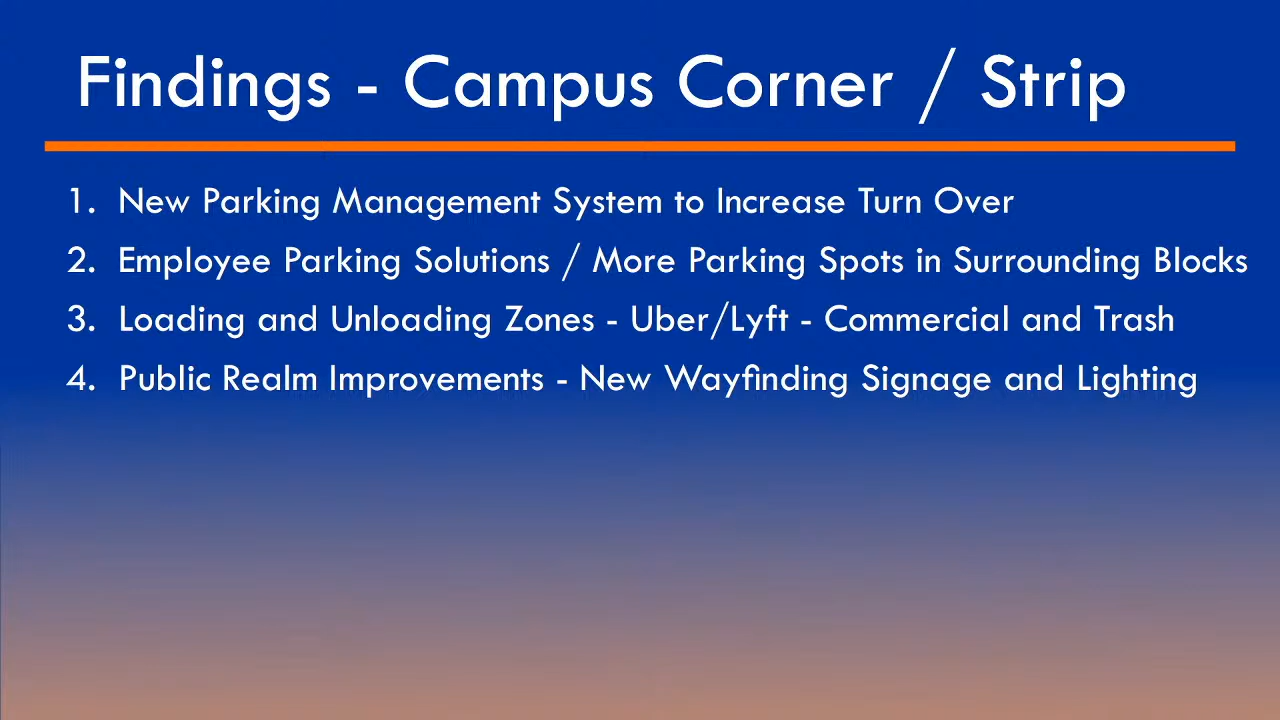 Findings - Campus Corner / Strip
1. New Parking Management System to Increase Turn Over
2. Employee Parking Solutions / More Parking Spots in Surrounding Blocks
3. Loading and Unloading Zones - Uber/Lyft - Commercial and Trash
4. Public Realm Improvements - New Wayfinding Signage and Lighting